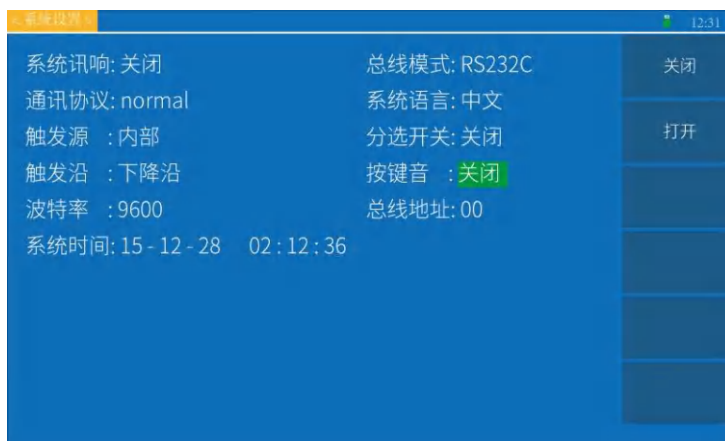 <系统设置>
12:31
系统讯响: 关闭
总线模式: RS232C
关闭
通讯协议: normal
系统语言: 中文
触发源 : 内部
分选开关: 关闭
打开
触发沿 : 下降沿
按键音 : 关闭
波特率 : 9600
总线地址: 00
系统时间: 15 - 12 - 28 02 : 12 : 36